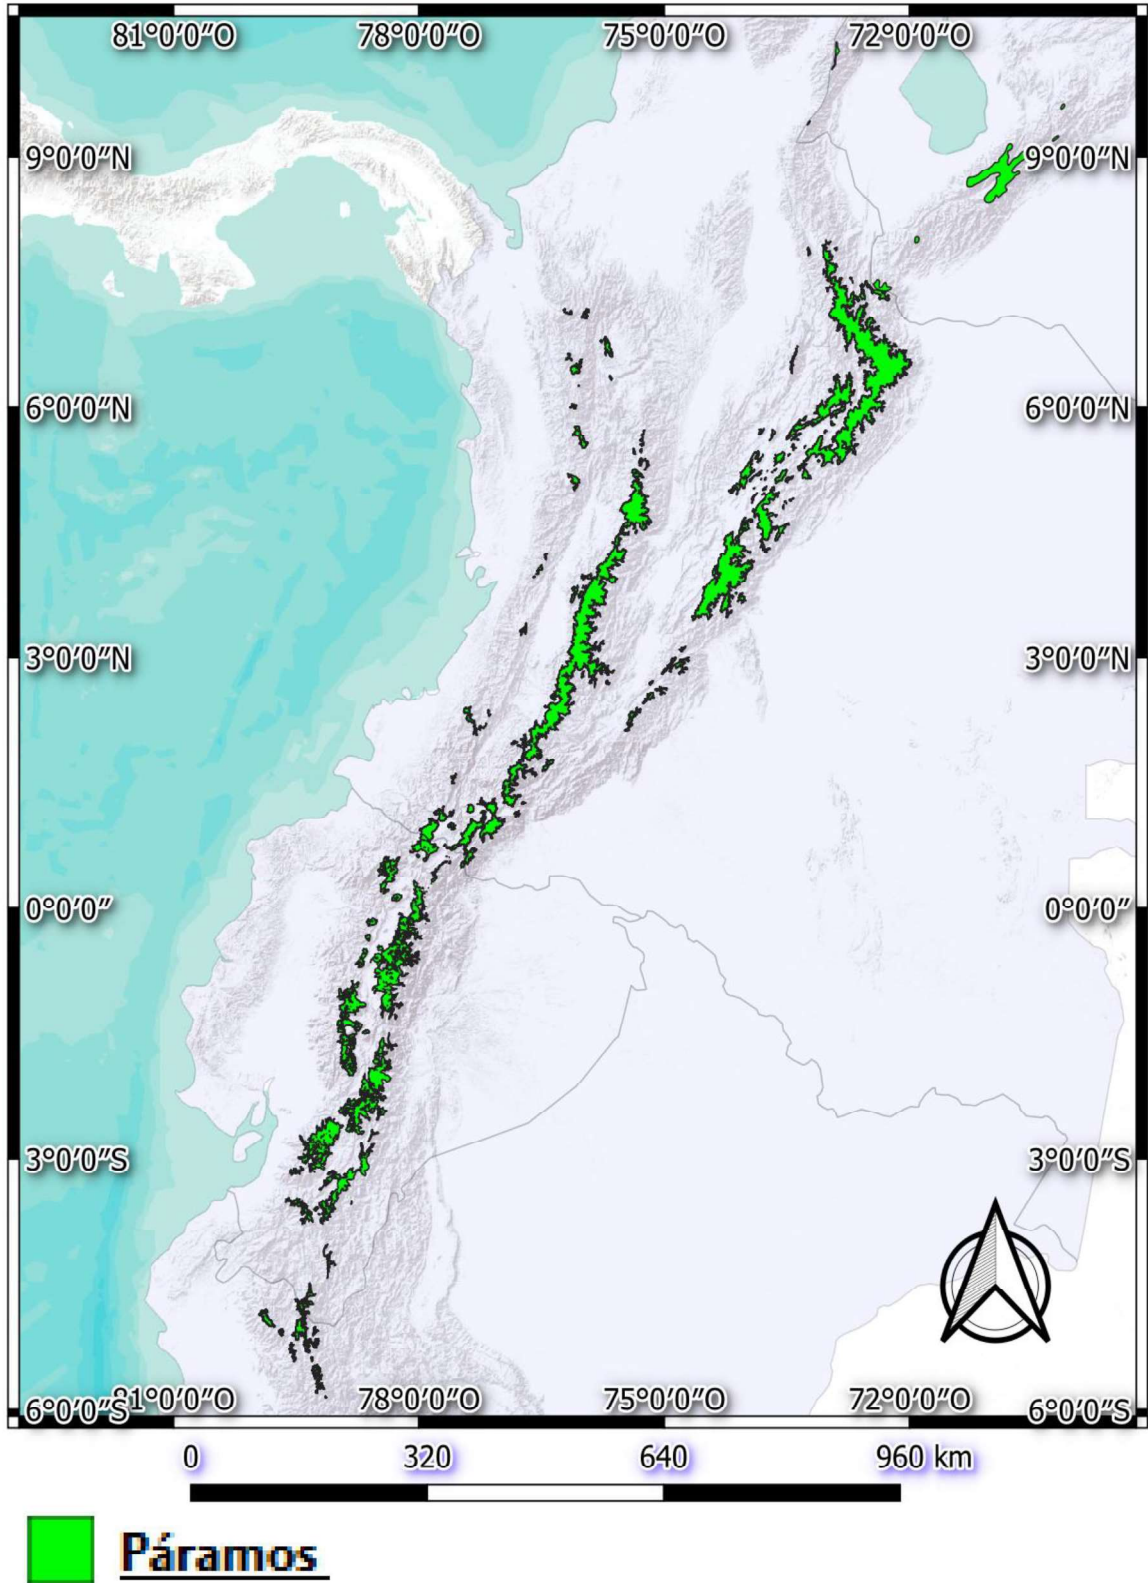 81°0′0″O 78°0′0″O 75°0′0″O 72°0′0″O
9°0′0″N 9°0′0″N
6°0′0″N 6°0′0″N
3°0′0″N 3°0′0″N
0°0′0″ 0°0′0″
3°0′0″S 3°0′0″S
6°0′0″S 81°0′0″O 78°0′0″O 75°0′0″O 72°0′0″O 6°0′0″S
0 320 640 960 km
Páramos